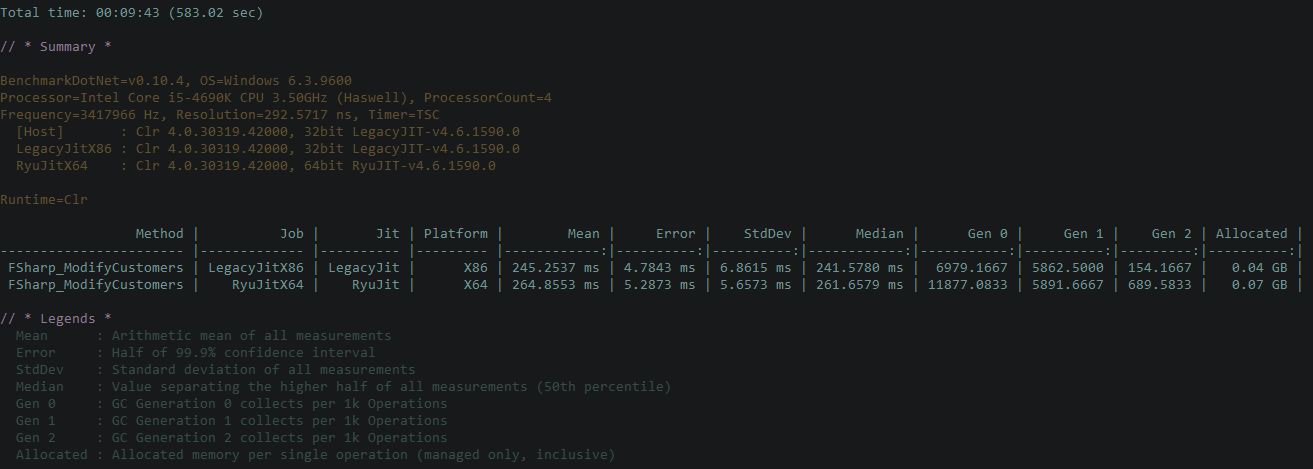 Total time: 00:09:43 (583.02 sec)
// * Summary *
BenchmarkDotNet=v0.10.4, OS=Windows 6.3.9600
Processor=Intel Core i5-4690K CPU 3.50GHz (Haswell), ProcessorCount=4
Frequency=3417966 Hz, Resolution=292.5717 ns, Timer=TSC
  [Host]       : Clr 4.0.30319.42000, 32bit LegacyJIT-v4.6.1590.0
  LegacyJitX86 : Clr 4.0.30319.42000, 32bit LegacyJIT-v4.6.1590.0
  RyuJitX64    : Clr 4.0.30319.42000, 64bit RyuJIT-v4.6.1590.0
Runtime=Clr
                 Method |          Job |       Jit | Platform |        Mean |     Error |    StdDev |      Median |      Gen 0 |     Gen 1 |    Gen 2 | Allocated |
----------------------- |------------- |---------- |--------- |------------:|----------:|----------:|------------:|-----------:|----------:|---------:|----------:|
 FSharp_ModifyCustomers | LegacyJitX86 | LegacyJit |      X86 | 245.2537 ms | 4.7843 ms | 6.8615 ms | 241.5780 ms |  6979.1667 | 5862.5000 | 154.1667 |   0.04 GB |
 FSharp_ModifyCustomers |    RyuJitX64 |    RyuJit |      X64 | 264.8553 ms | 5.2873 ms | 5.6573 ms | 261.6579 ms | 11877.0833 | 5891.6667 | 689.5833 |   0.07 GB |
// * Legends *
  Mean      : Arithmetic mean of all measurements
  Error     : Half of 99.9% confidence interval
  StdDev    : Standard deviation of all measurements
  Median    : Value separating the higher half of all measurements (50th percentile)
  Gen 0     : GC Generation 0 collects per 1k Operations
  Gen 1     : GC Generation 1 collects per 1k Operations
  Gen 2     : GC Generation 2 collects per 1k Operations
  Allocated : Allocated memory per single operation (managed only, inclusive)